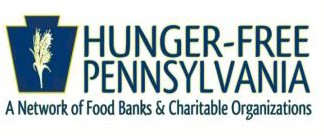 HUNGER-FREE
PENNSYLVANIA
A Network of Food Banks & Charitable Organizations